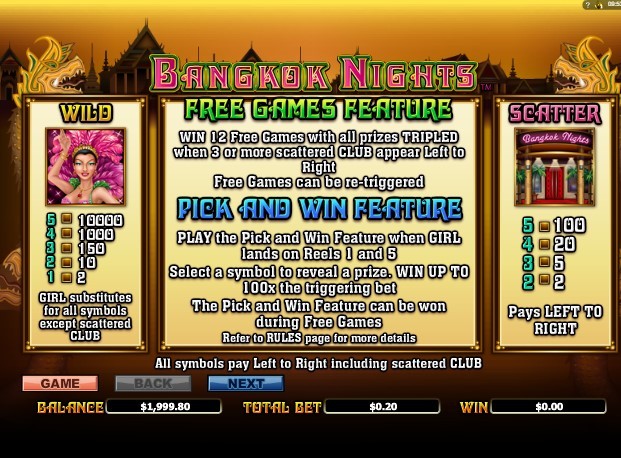 BANGKOK NIGHTS™
WILD
5 10000
4 1000
3 150
2 10
1 2
GIRL substitutes
for all symbols
except scattered
CLUB
FREE GAMES FEATURE
WIN 12 Free Games with all prizes TRIPLED
when 3 or more scattered CLUB appear Left to
Right
Free Games can be re-triggered
PICK AND WIN FEATURE
PLAY the Pick and Win Feature when GIRL
lands on Reels 1 and 5
Select a symbol to reveal a prize. WIN UP TO
100x the triggering bet
The Pick and Win Feature can be won
during Free Games
Refer to RULES page for more details
SCATTER
Bangkok Nights
5 100
4 20
3 5
2 2
Pays LEFT TO
RIGHT
All symbols pay Left to Right including scattered CLUB
GAME BACK NEXT
BALANCE $1,999.80 TOTAL BET $0.20 WIN $0.00